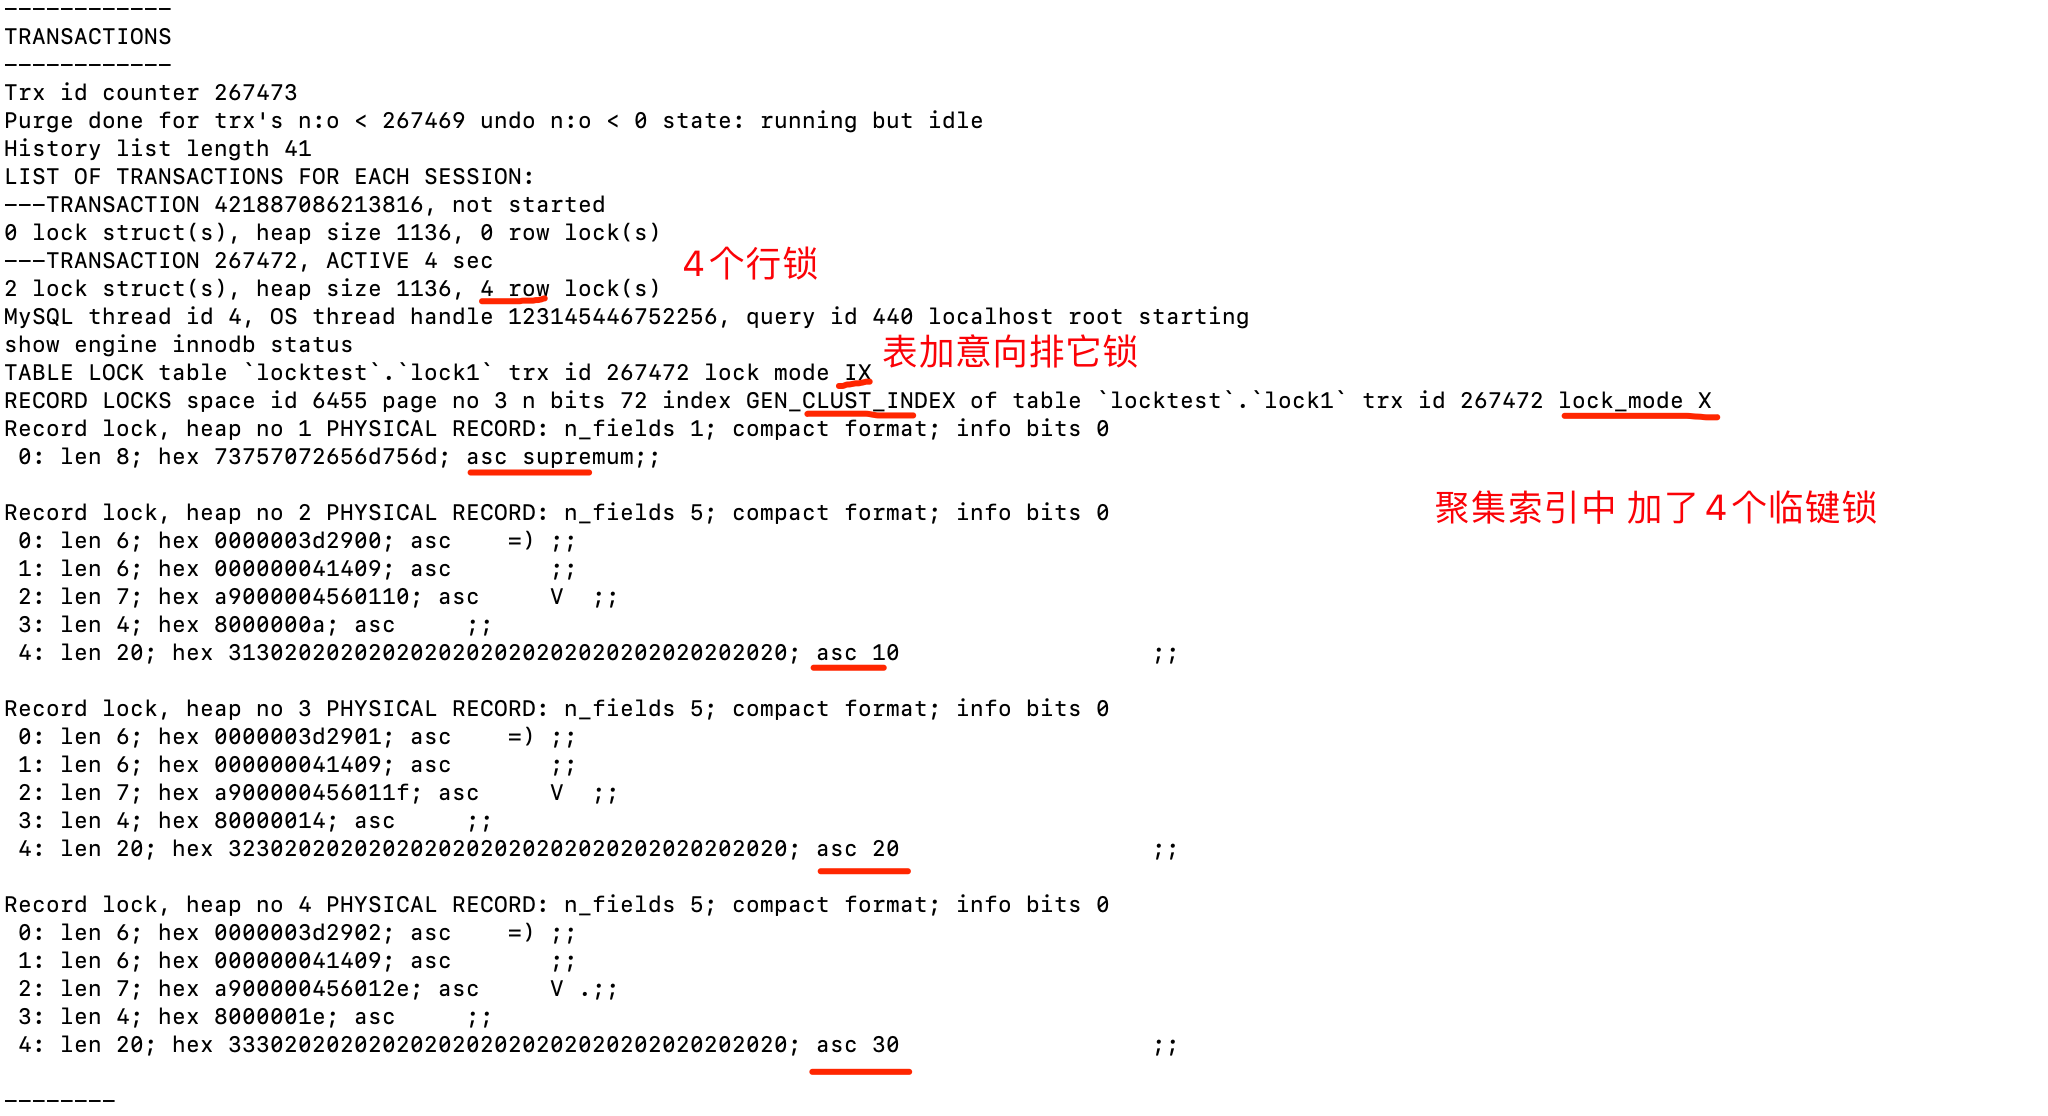 ------------
TRANSACTIONS
------------
Trx id counter 267473
Purge done for trx's n:o < 267469 undo n:o < 0 state: running but idle
History list length 41
LIST OF TRANSACTIONS FOR EACH SESSION:
---TRANSACTION 421887086213816, not started
0 lock struct(s), heap size 1136, 0 row lock(s)
---TRANSACTION 267472, ACTIVE 4 sec
4个行锁
2 lock struct(s), heap size 1136, 4 row lock(s)
MySQL thread id 4, OS thread handle 123145446752256, query id 440 localhost root starting
show engine innodb status
表加意向排它锁
TABLE LOCK table `locktest`.`lock1` trx id 267472 lock mode IX
RECORD LOCKS space id 6455 page no 3 n bits 72 index GEN_CLUST_INDEX of table `locktest`.`lock1` trx id 267472 lock_mode X
Record lock, heap no 1 PHYSICAL RECORD: n_fields 1; compact format; info bits 0
 0: len 8; hex 73757072656d756d; asc supremum;;
聚集索引中 加了4个临键锁
Record lock, heap no 2 PHYSICAL RECORD: n_fields 5; compact format; info bits 0
 0: len 6; hex 0000003d2900; asc    =) ;;
 1: len 6; hex 000000041409; asc       ;;
 2: len 7; hex a9000004560110; asc     V  ;;
 3: len 4; hex 8000000a; asc     ;;
 4: len 20; hex 3130202020202020202020202020202020202020; asc 10                  ;;
Record lock, heap no 3 PHYSICAL RECORD: n_fields 5; compact format; info bits 0
 0: len 6; hex 0000003d2901; asc    =) ;;
 1: len 6; hex 000000041409; asc       ;;
 2: len 7; hex a900000456011f; asc     V  ;;
 3: len 4; hex 80000014; asc     ;;
 4: len 20; hex 3230202020202020202020202020202020202020; asc 20                  ;;
Record lock, heap no 4 PHYSICAL RECORD: n_fields 5; compact format; info bits 0
 0: len 6; hex 0000003d2902; asc    =) ;;
 1: len 6; hex 000000041409; asc       ;;
 2: len 7; hex a900000456012e; asc     V .;;
 3: len 4; hex 8000001e; asc     ;;
 4: len 20; hex 3330202020202020202020202020202020202020; asc 30                  ;;
--------